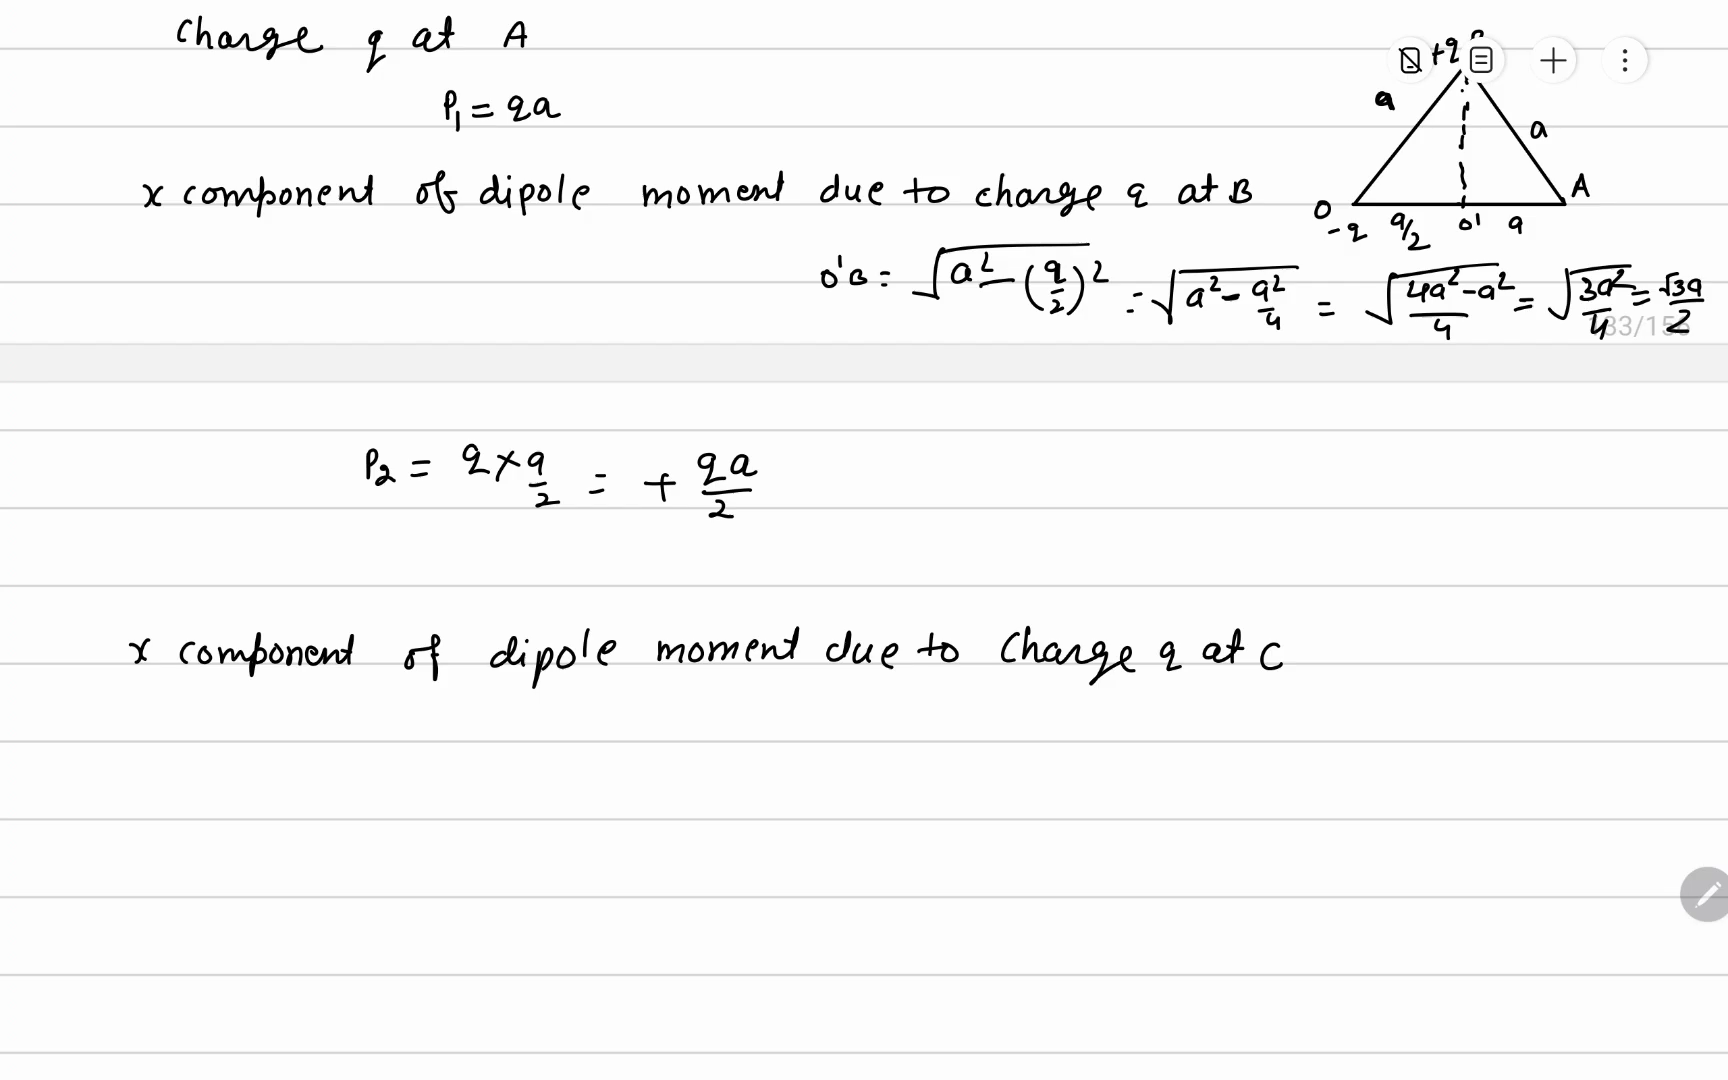 Charge q at A
P₁ = qa
+q
a
a
x component of dipole moment due to charge q at B
O A
-q a/2 O' a
O'B = √(a² - (a/2)²) = √(a² - a²/4) = √((4a² - a²)/4) = √(3a²/4) = √3a/2
P₂ = q × a/2 = + qa/2
x component of dipole moment due to Charge q at C